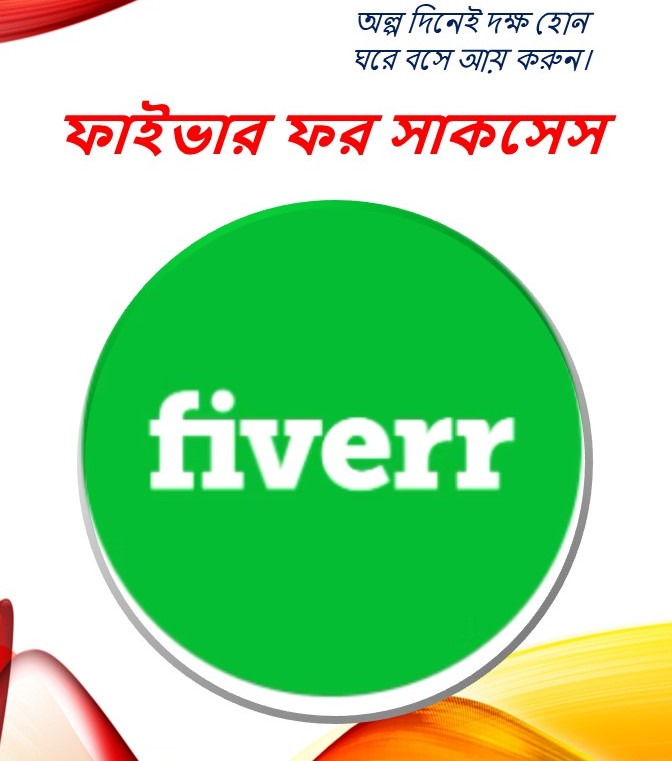 অল্প দিনেই দক্ষ হোন
ঘরে বসে আয় করুন।
ফাইভার ফর সাকসেস
fiverr